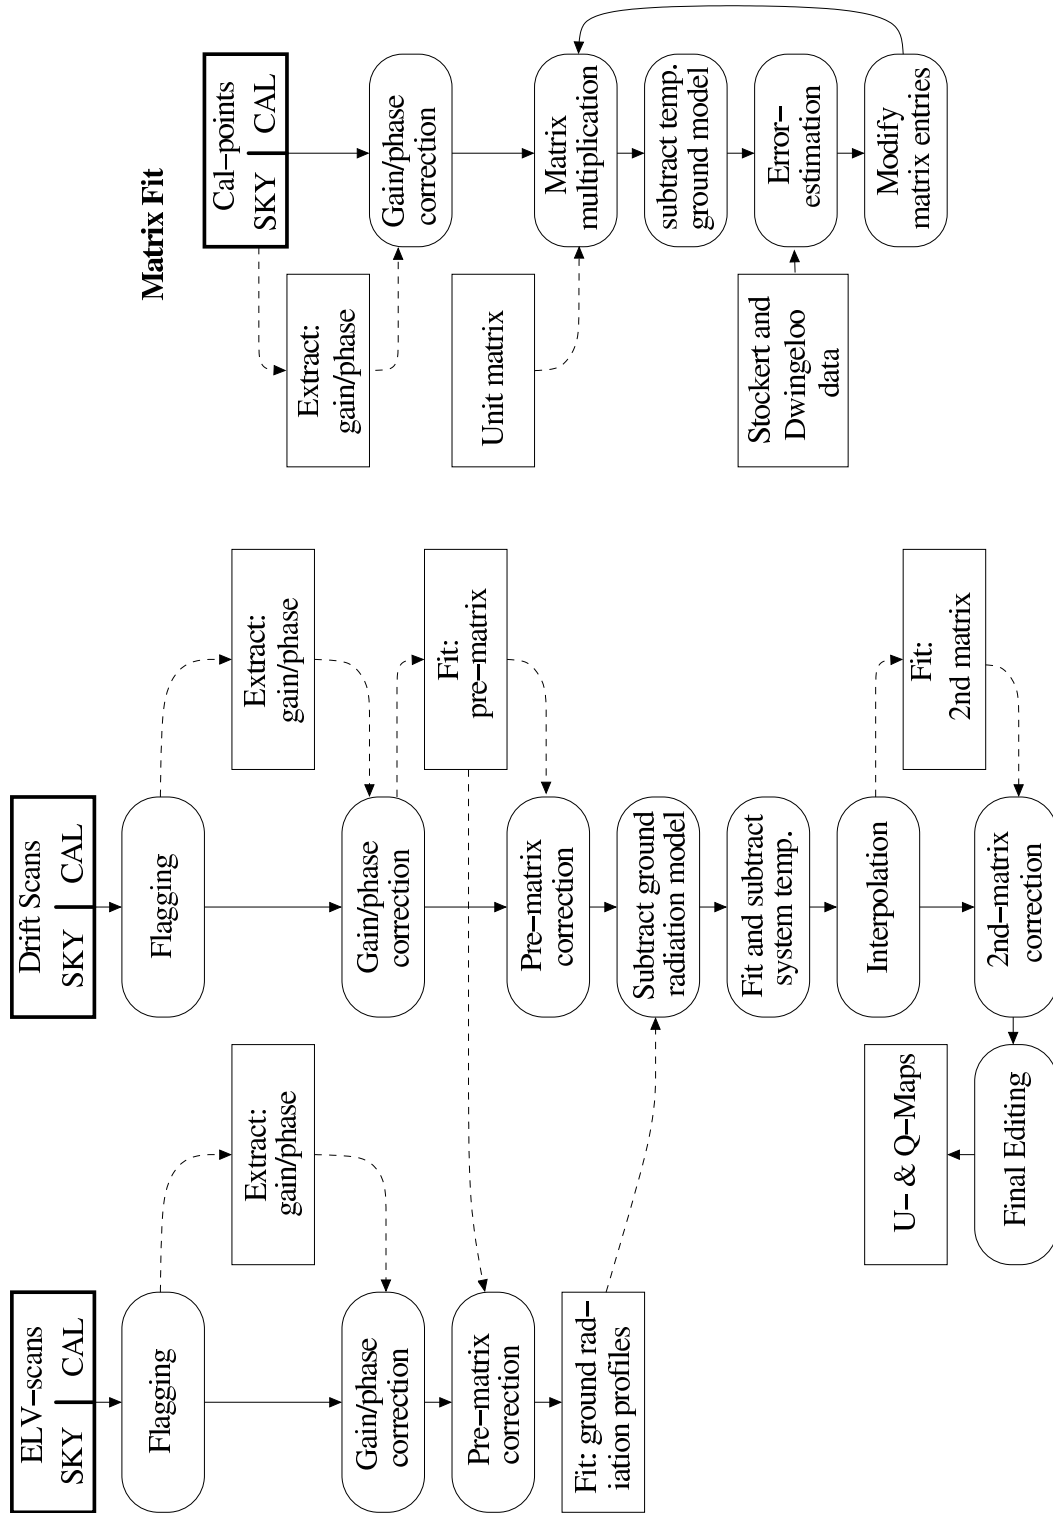 Matrix Fit
Cal−points
SKY CAL
Extract:
gain/phase
Gain/phase
correction
Unit matrix
Matrix
multiplication
subtract temp.
ground model
Stockert and
Dwingeloo
data
Error−
estimation
Modify
matrix entries
Drift Scans
SKY CAL
Flagging
Extract:
gain/phase
Gain/phase
correction
Fit:
pre−matrix
Pre−matrix
correction
Subtract ground
radiation model
Fit and subtract
system temp.
Interpolation
Fit:
2nd matrix
2nd−matrix
correction
Final Editing
U− & Q−Maps
ELV−scans
SKY CAL
Flagging
Extract:
gain/phase
Gain/phase
correction
Pre−matrix
correction
Fit: ground rad−
iation profiles